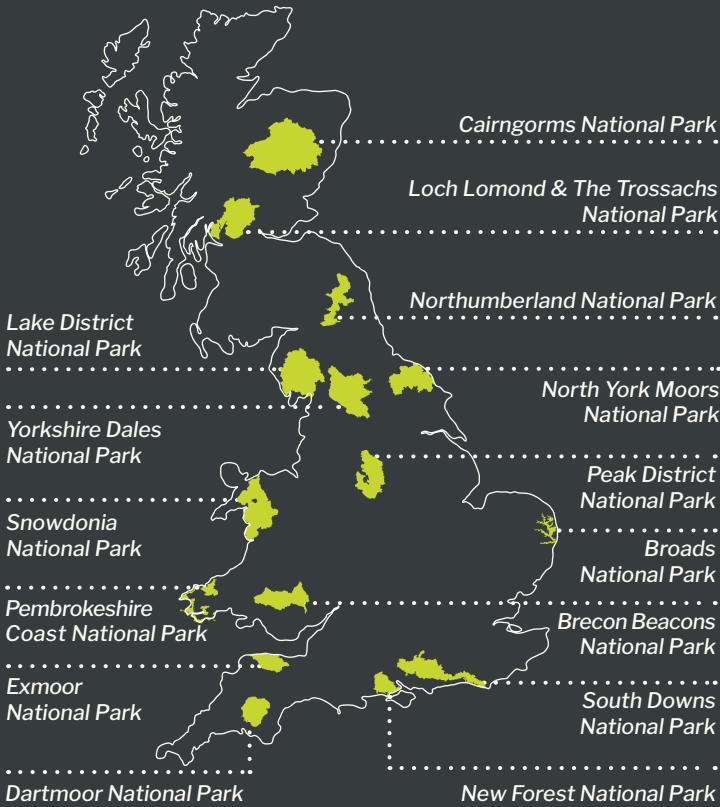 Cairngorms National Park
Loch Lomond & The Trossachs
National Park
Northumberland National Park
Lake District
National Park
North York Moors
National Park
Yorkshire Dales
National Park
Peak District
National Park
Snowdonia
National Park
Broads
National Park
Pembrokeshire
Coast National Park
Brecon Beacons
National Park
Exmoor
National Park
South Downs
National Park
Dartmoor National Park
New Forest National Park